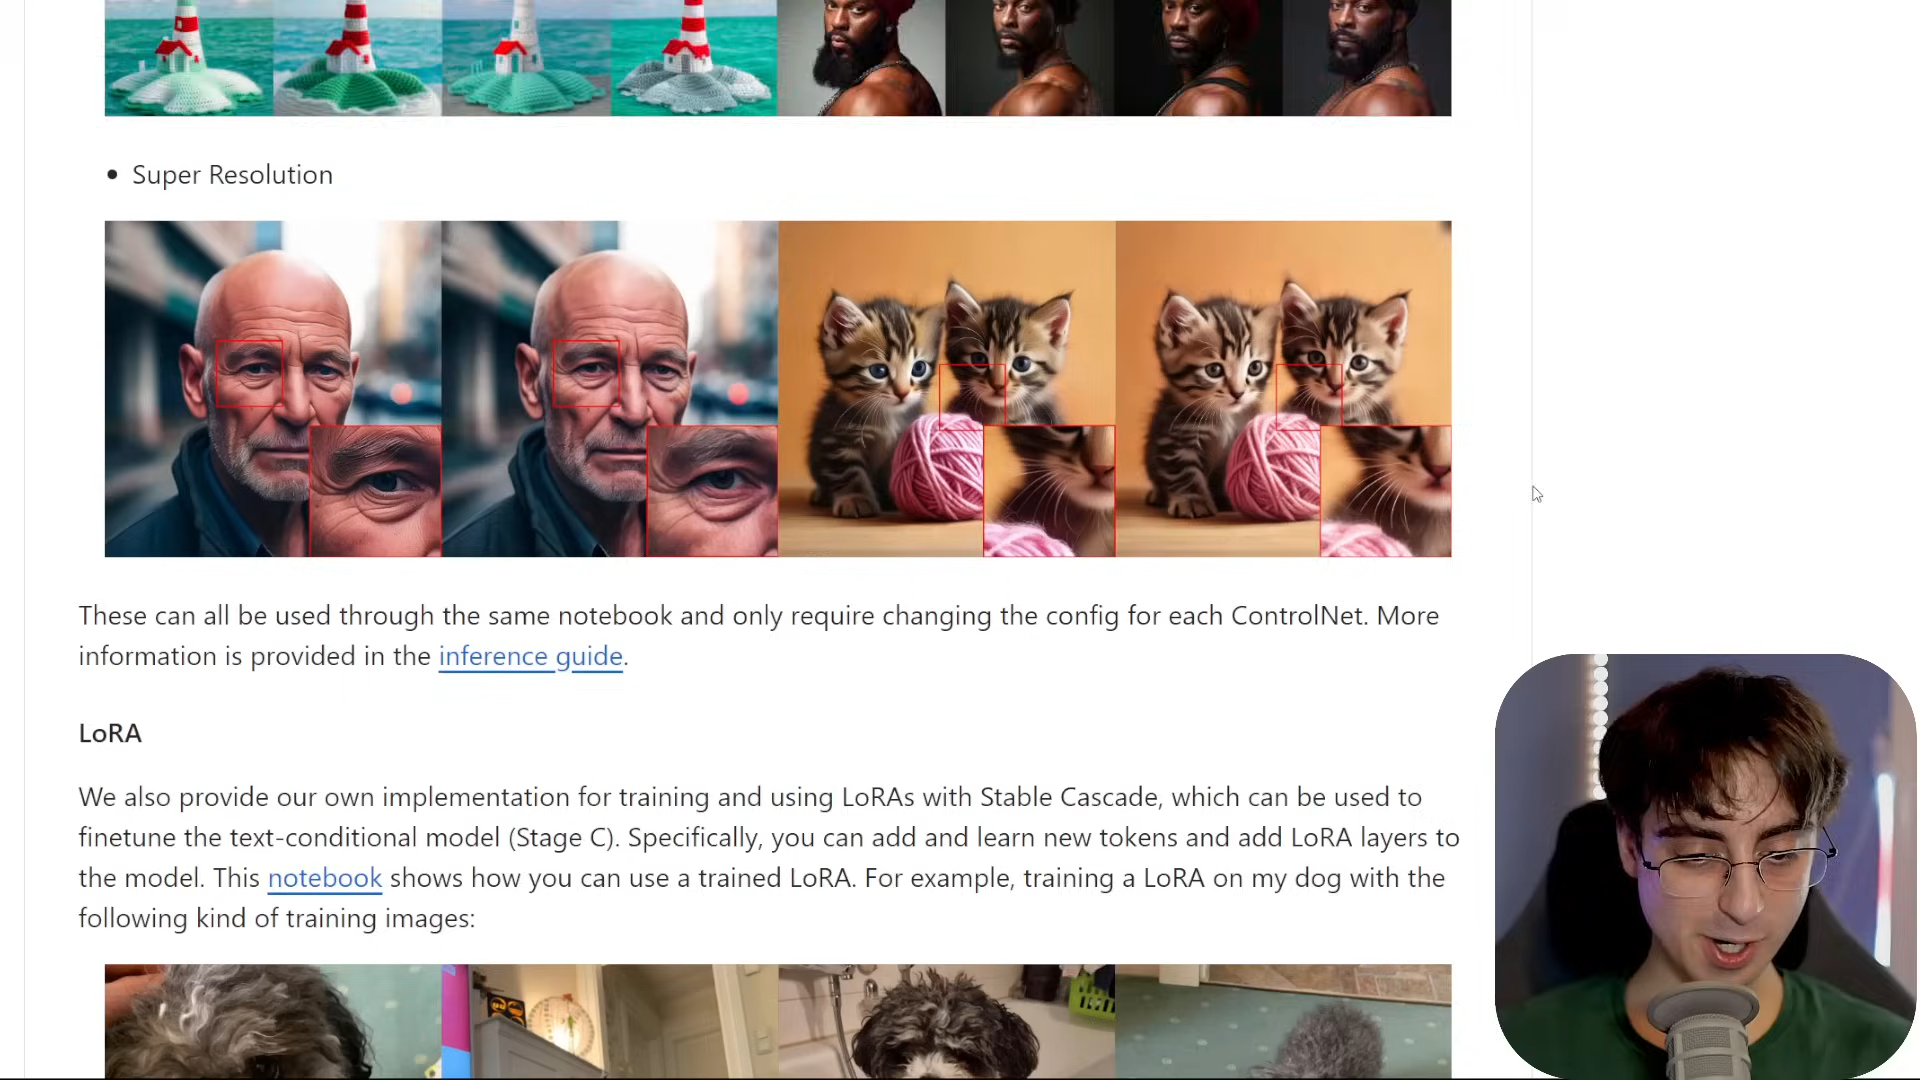 Super Resolution
These can all be used through the same notebook and only require changing the config for each ControlNet. More
information is provided in the inference guide.
LoRA
We also provide our own implementation for training and using LoRAs with Stable Cascade, which can be used to
finetune the text-conditional model (Stage C). Specifically, you can add and learn new tokens and add LoRA layers to
the model. This notebook shows how you can use a trained LoRA. For example, training a LoRA on my dog with the
following kind of training images: